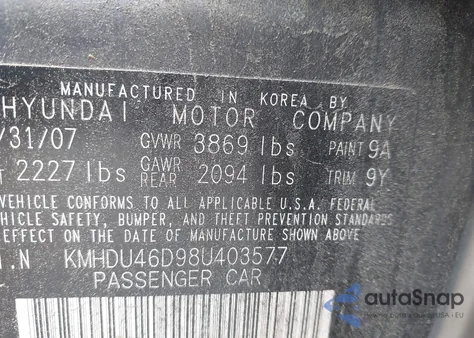 MANUFACTURED IN KOREA BY
HYUNDAI MOTOR COMPANY
/31/07 GVWR 3869 lbs PAINT 9A
T 2227 lbs GAWR REAR 2094 lbs TRIM 9Y
VEHICLE CONFORMS TO ALL APPLICABLE U.S.A. FEDERAL
VEHICLE SAFETY, BUMPER, AND THEFT PREVENTION STANDARDS
IN EFFECT ON THE DATE OF MANUFACTURE SHOWN ABOVE.
I.N KMHDU46D98U403577
PASSENGER CAR
autoSnap